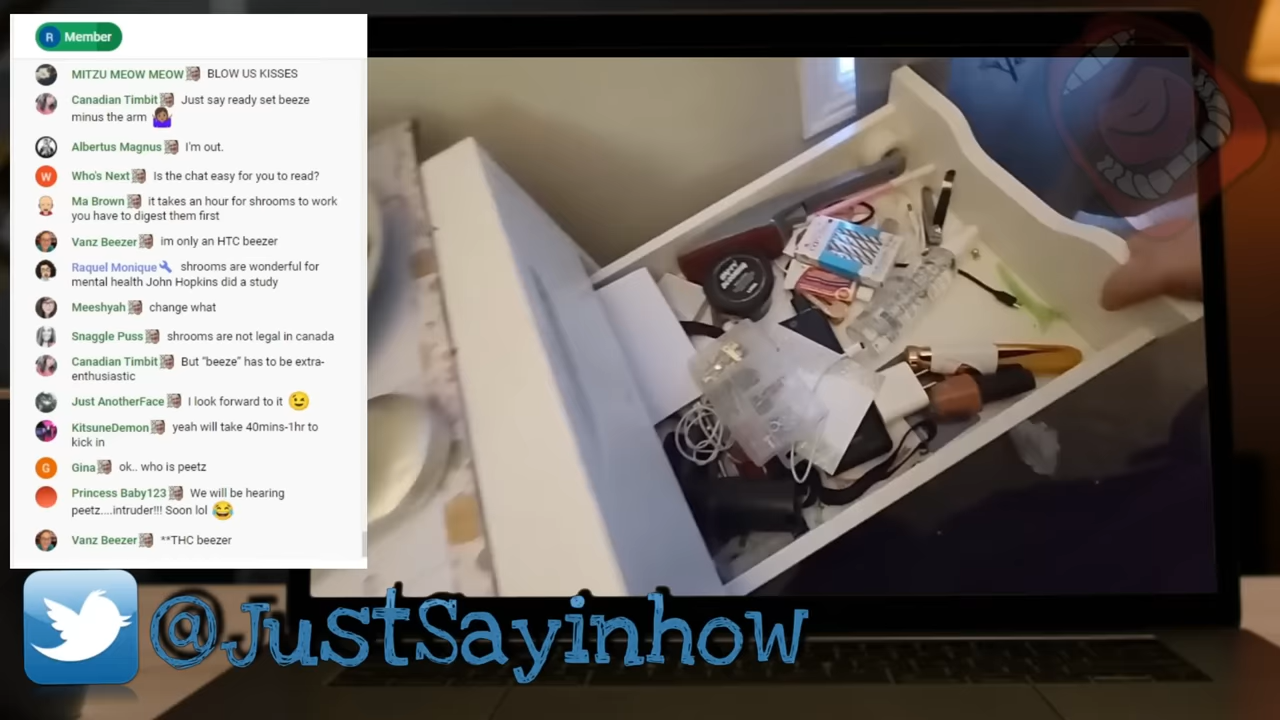 R Member
MITZU MEOW MEOW BLOW US KISSES
Canadian Timbit Just say ready set beeze
minus the arm
Albertus Magnus I'm out.
W Who's Next Is the chat easy for you to read?
Ma Brown it takes an hour for shrooms to work
you have to digest them first
Vanz Beezer im only an HTC beezer
Raquel Monique shrooms are wonderful for
mental health John Hopkins did a study
Meeshyah change what
Snaggle Puss shrooms are not legal in canada
Canadian Timbit But "beeze" has to be extra-
enthusiastic
Just AnotherFace I look forward to it
KitsuneDemon yeah will take 40mins-1hr to
kick in
G Gina ok.. who is peetz
Princess Baby123 We will be hearing
peetz....intruder!!! Soon lol
Vanz Beezer **THC beezer
@JustSayinhow